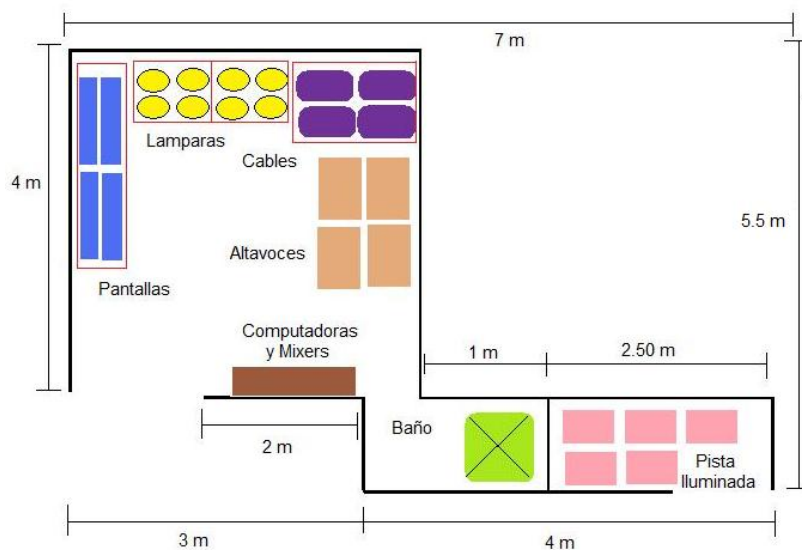 7 m
Lamparas
Cables
4 m
5.5 m
Altavoces
Pantallas
Computadoras
y Mixers
1 m
2.50 m
Baño
2 m
Pista
Iluminada
3 m
4 m